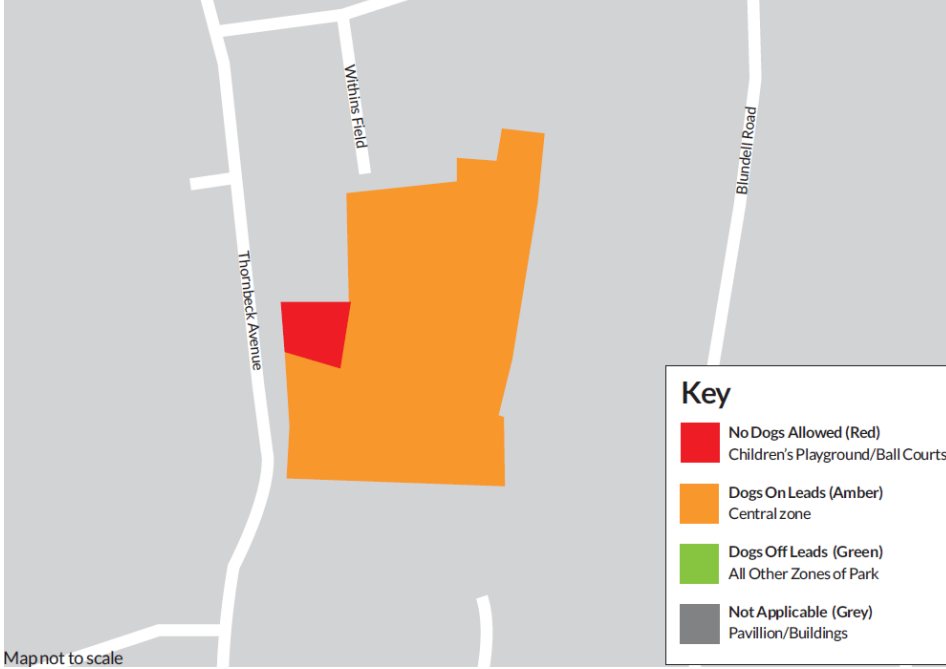 Withins Field
Blundell Road
Thornbeck Avenue
Key
No Dogs Allowed (Red)
Children's Playground/Ball Courts
Dogs On Leads (Amber)
Central zone
Dogs Off Leads (Green)
All Other Zones of Park
Not Applicable (Grey)
Pavillion/Buildings
Map not to scale